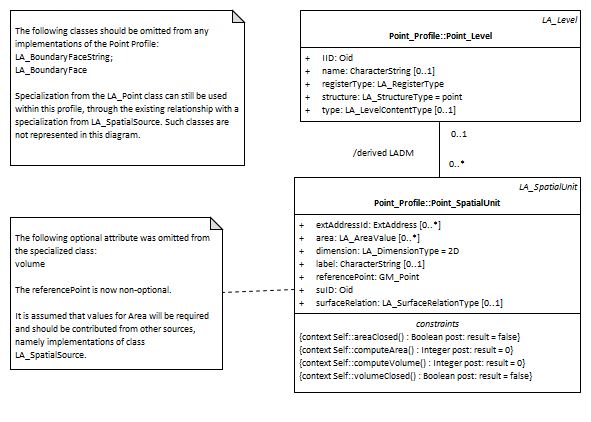 The following classes should be omitted from any
implementations of the Point Profile:
LA_BoundaryFaceString;
LA_BoundaryFace
Specialization from the LA_Point class can still be used
within this profile, through the existing relationship with a
specialization from LA_SpatialSource. Such classes are
not represented in this diagram.
LA_Level
Point_Profile::Point_Level
+ IID: Oid
+ name: CharacterString [0..1]
+ registerType: LA_RegisterType
+ structure: LA_StructureType = point
+ type: LA_LevelContentType [0..1]
0..1
/derived LADM
0..*
LA_SpatialUnit
Point_Profile::Point_SpatialUnit
+ extAddressId: ExtAddress [0..*]
+ area: LA_AreaValue [0..*]
+ dimension: LA_DimensionType = 2D
+ label: CharacterString [0..1]
+ referencePoint: GM_Point
+ suID: Oid
+ surfaceRelation: LA_SurfaceRelationType [0..1]
constraints
{context Self::areaClosed() : Boolean post: result = false}
{context Self::computeArea() : Integer post: result = 0}
{context Self::computeVolume() : Integer post: result = 0}
{context Self::volumeClosed() : Boolean post: result = false}
The following optional attribute was omitted from
the specialized class:
volume
The referencePoint is now non-optional.
It is assumed that values for Area will be required
and should be contributed from other sources,
namely implementations of class
LA_SpatialSource.